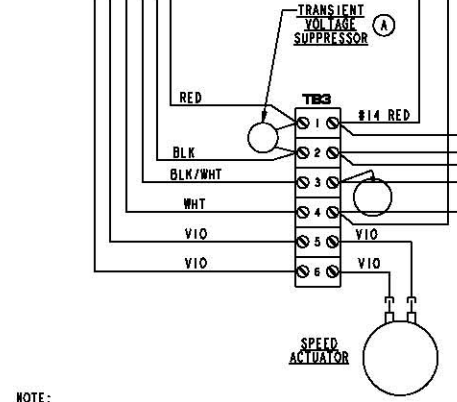 TRANSIENT
VOLTAGE
SUPPRESSOR
A
RED
TB3
1
#14 RED
BLK
2
BLK/WHT
3
WHT
4
VIO
5
VIO
VIO
6
VIO
SPEED
ACTUATOR
NOTE: